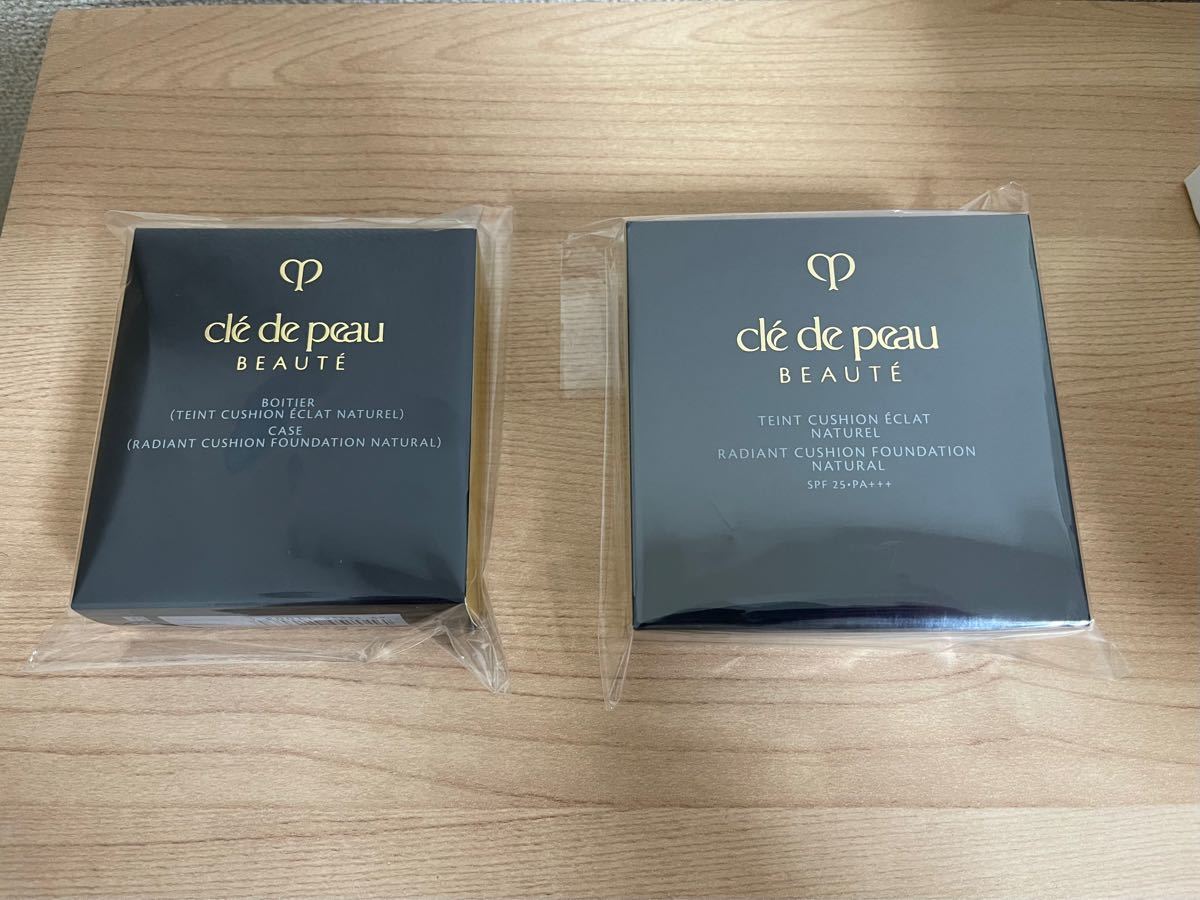 clé de peau
BEAUTÉ
BOITIER
(TEINT CUSHION ÉCLAT NATUREL)
CASE
(RADIANT CUSHION FOUNDATION NATURAL)
clé de peau
BEAUTÉ
TEINT CUSHION ÉCLAT
NATUREL
RADIANT CUSHION FOUNDATION
NATURAL
SPF 25•PA+++